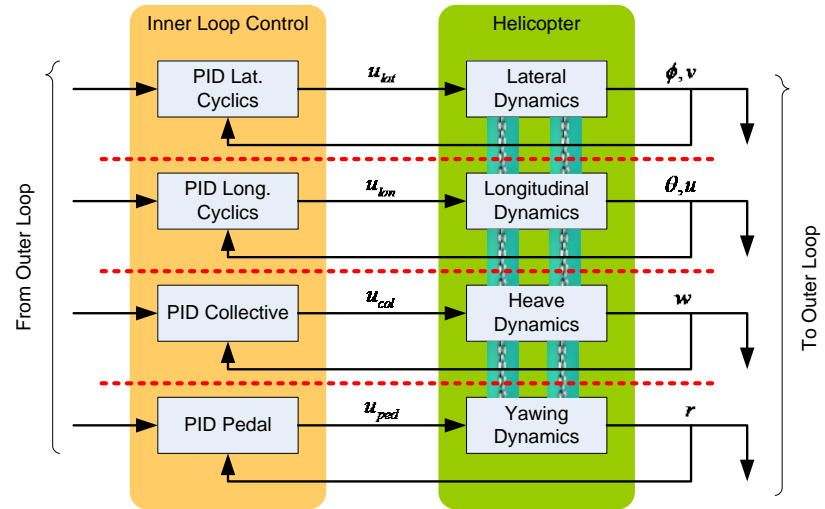 Inner Loop Control
Helicopter
PID Lat.
Cyclics
u_lat
Lateral
Dynamics
ϕ, v
PID Long.
Cyclics
u_lon
Longitudinal
Dynamics
θ, u
PID Collective
u_col
Heave
Dynamics
w
PID Pedal
u_ped
Yawing
Dynamics
r
From Outer Loop
To Outer Loop